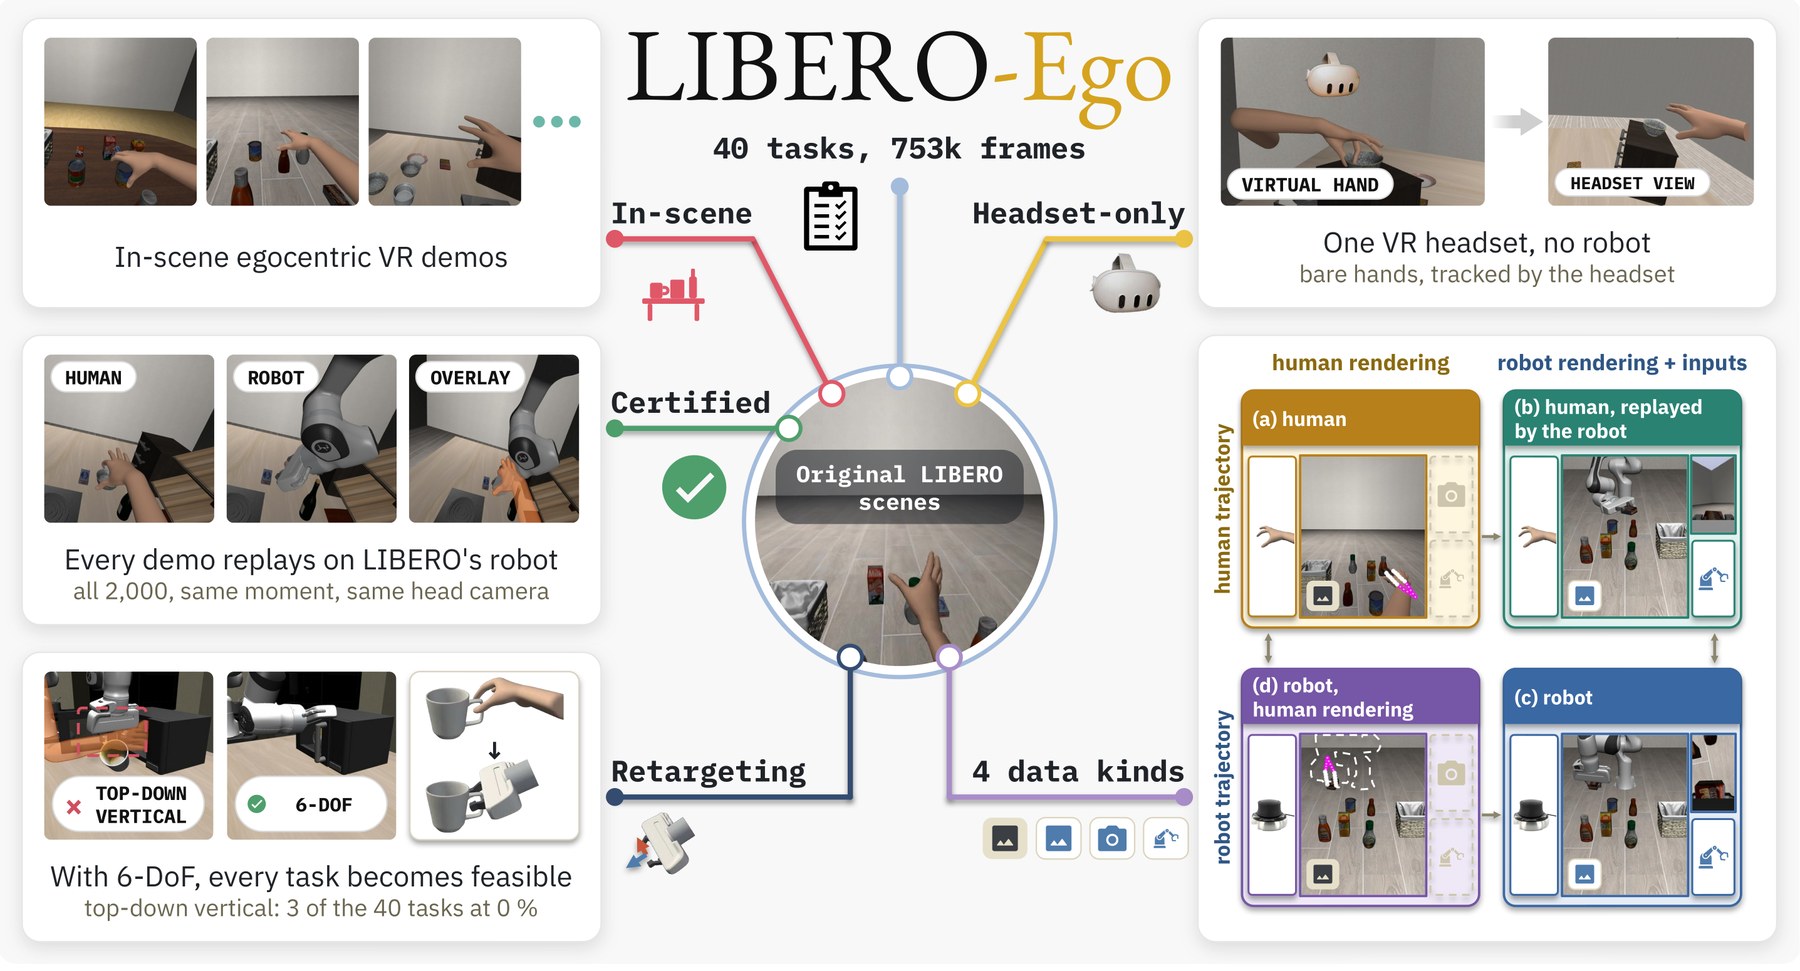 LIBERO-Ego
40 tasks, 753k frames
In-scene
Headset-only
Certified
Original LIBERO
scenes
Retargeting
4 data kinds
In-scene egocentric VR demos
HUMAN
ROBOT
OVERLAY
Every demo replays on LIBERO's robot
all 2,000, same moment, same head camera
TOP-DOWN
VERTICAL
6-DOF
With 6-DoF, every task becomes feasible
top-down vertical: 3 of the 40 tasks at 0 %
VIRTUAL HAND
HEADSET VIEW
One VR headset, no robot
bare hands, tracked by the headset
human rendering
robot rendering + inputs
human trajectory
(a) human
(b) human, replayed
by the robot
robot trajectory
(d) robot,
human rendering
(c) robot